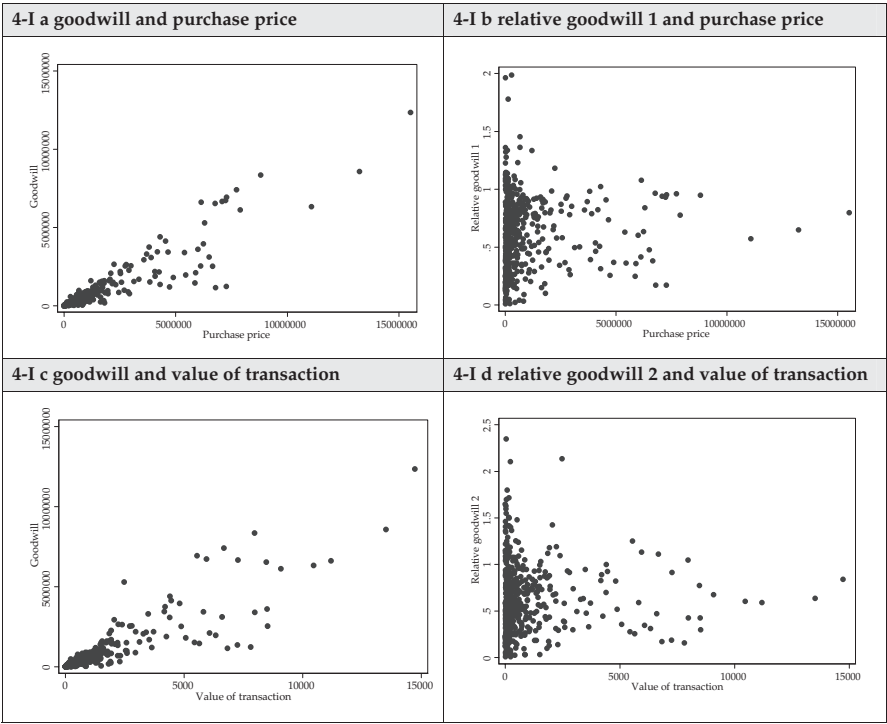 4-I a goodwill and purchase price
Goodwill
15000000
10000000
5000000
0
0 5000000 10000000 15000000
Purchase price
4-I b relative goodwill 1 and purchase price
Relative goodwill 1
2
1.5
1
.5
0
0 5000000 10000000 15000000
Purchase price
4-I c goodwill and value of transaction
Goodwill
15000000
10000000
5000000
0
0 5000 10000 15000
Value of transaction
4-I d relative goodwill 2 and value of transaction
Relative goodwill 2
2.5
2
1.5
1
.5
0
0 5000 10000 15000
Value of transaction